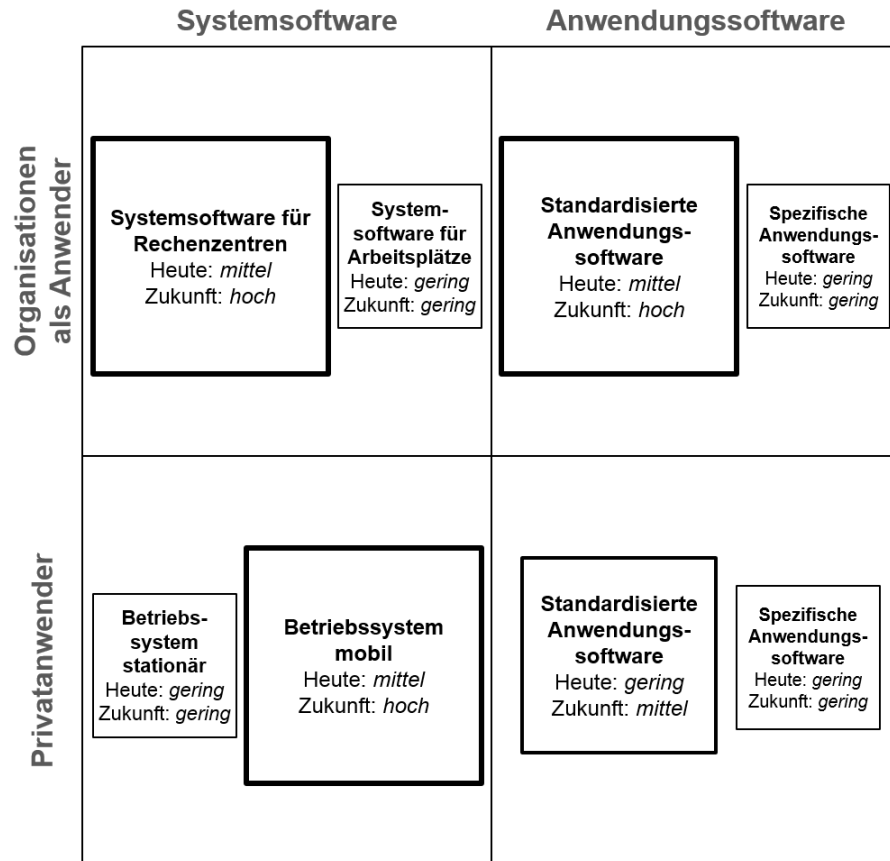 Systemsoftware
Anwendungssoftware
Organisationen
als Anwender
Systemsoftware für
Rechenzentren
Heute: mittel
Zukunft: hoch
System-
software für
Arbeitsplätze
Heute: gering
Zukunft: gering
Standardisierte
Anwendungs-
software
Heute: mittel
Zukunft: hoch
Spezifische
Anwendungs-
software
Heute: gering
Zukunft: gering
Privatanwender
Betriebs-
system
stationär
Heute: gering
Zukunft: gering
Betriebssystem
mobil
Heute: mittel
Zukunft: hoch
Standardisierte
Anwendungs-
software
Heute: gering
Zukunft: mittel
Spezifische
Anwendungs-
software
Heute: gering
Zukunft: gering